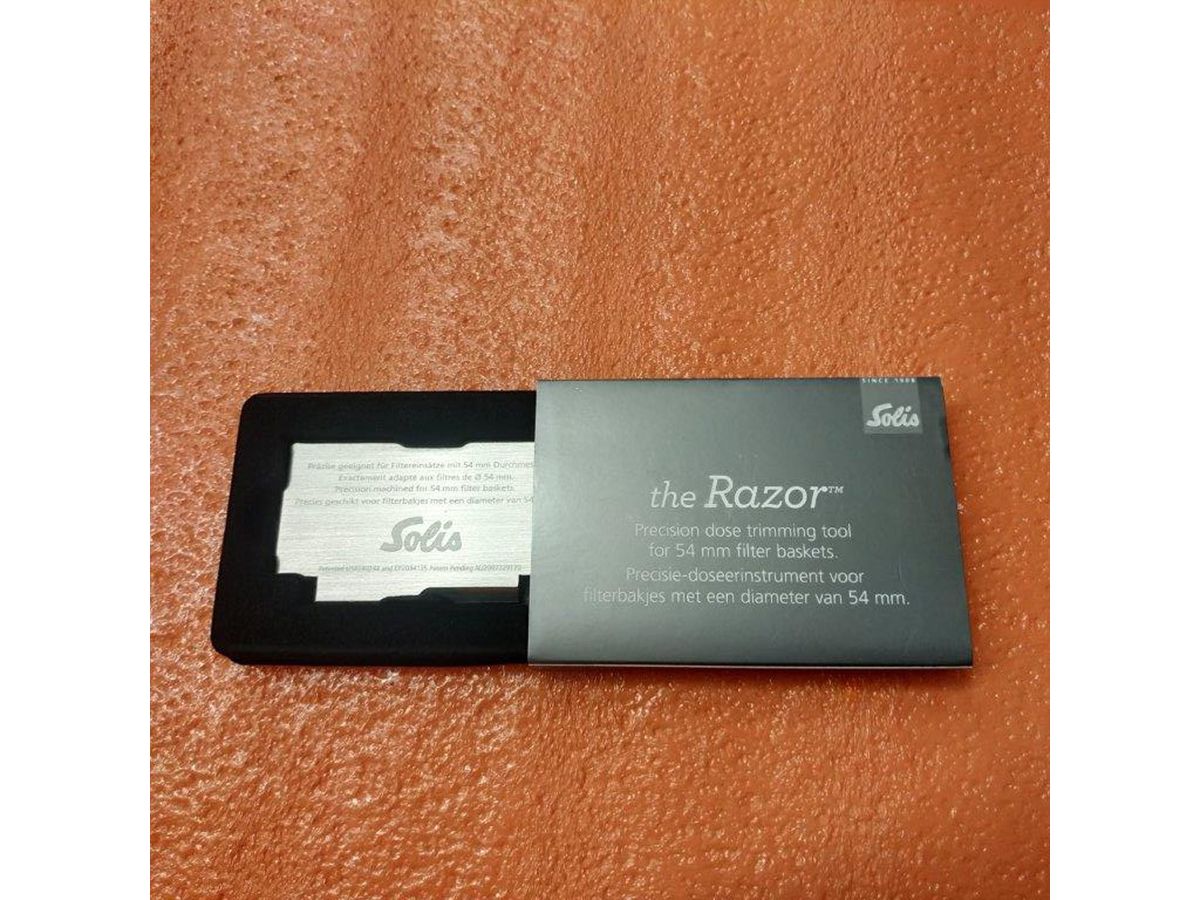 Präzise geeignet für Filtereinsätze mit 54 mm Durchmes
Exactement adapté aux filtres de Ø 54 mm.
Precision machined for 54 mm filter baskets.
Precies geschikt voor filterbakjes met een diameter van 54
Solis
SINCE 1908
Solis
the Razor™
Precision dose trimming tool
for 54 mm filter baskets.
Precisie-doseerinstrument voor
filterbakjes met een diameter van 54 mm.